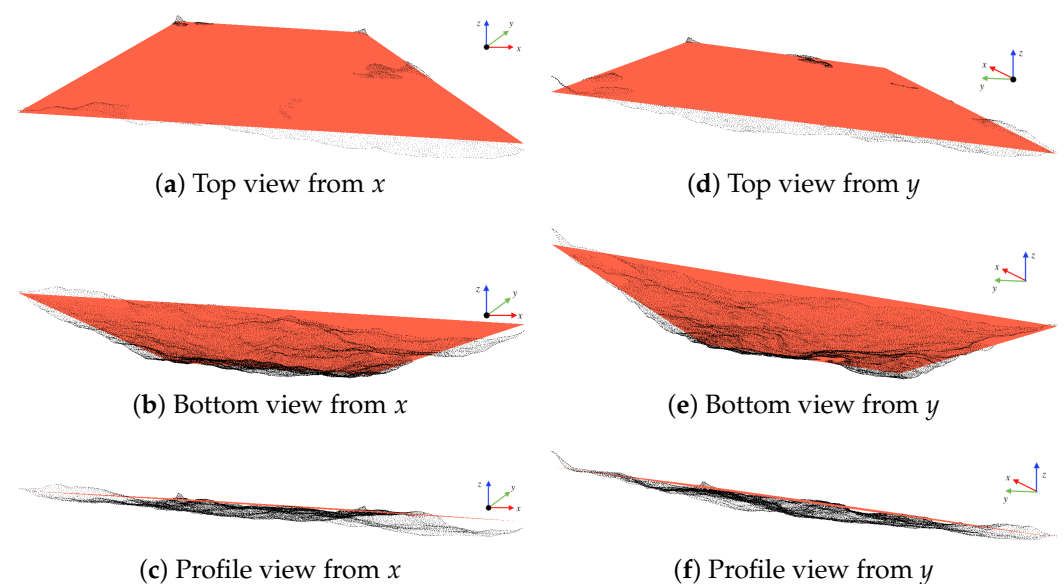 z
y
x
z
x
y
(a) Top view from x
(d) Top view from y
z
y
x
z
x
y
(b) Bottom view from x
(e) Bottom view from y
z
y
x
z
x
y
(c) Profile view from x
(f) Profile view from y